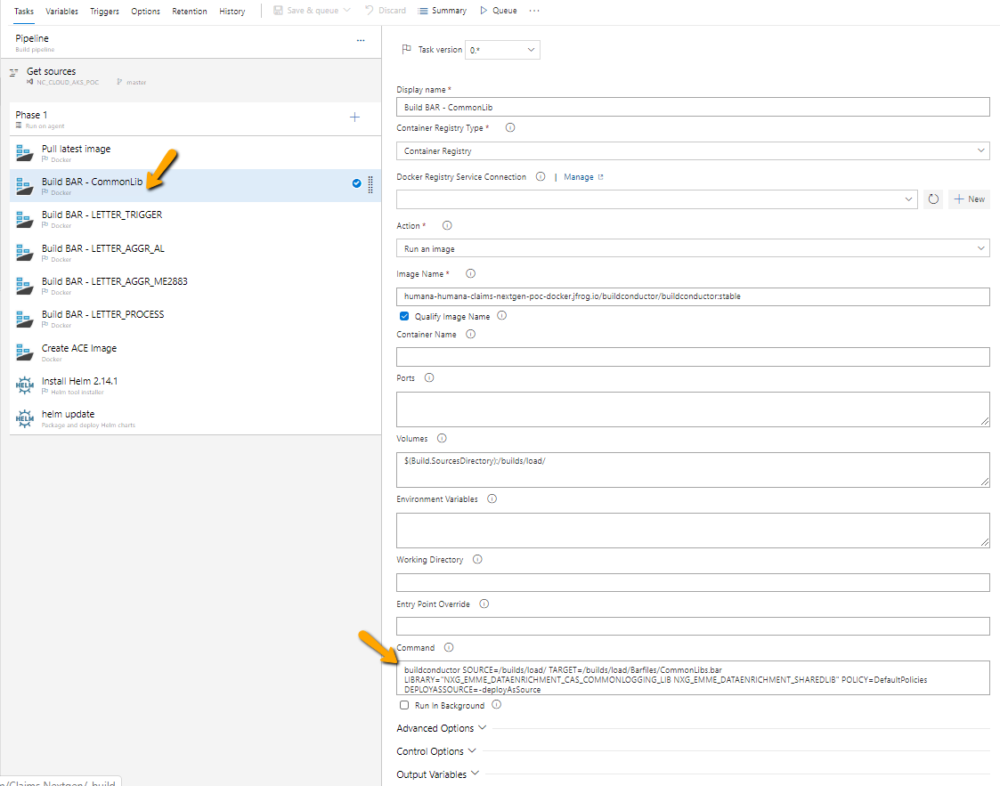 Tasks Variables Triggers Options Retention History Save & queue Discard Summary Queue ...
Pipeline ...
Build pipeline
Get sources
NC_CLOUD_AKS_POC master
Phase 1
Run on agent
Pull latest image
Docker
Build BAR - CommonLib
Docker
Build BAR - LETTER_TRIGGER
Docker
Build BAR - LETTER_AGGR_AL
Docker
Build BAR - LETTER_AGGR_ME2883
Docker
Build BAR - LETTER_PROCESS
Docker
Create ACE Image
Docker
HELM
Install Helm 2.14.1
Helm tool installer
HELM
helm update
Package and deploy Helm charts
Task version 0.*
Display name *
Build BAR - CommonLib
Container Registry Type *
Container Registry
Docker Registry Service Connection | Manage
New
Action *
Run an image
Image Name *
humana-humana-claims-nextgen-poc-docker.jfrog.io/buildconductor/buildconductor:stable
Qualify Image Name
Container Name
Ports
Volumes
$(Build.SourcesDirectory):/builds/load/
Environment Variables
Working Directory
Entry Point Override
Command
buildconductor SOURCE=/builds/load/ TARGET=/builds/load/Barfiles/CommonLibs.bar
LIBRARY="NXG_EMME_DATAENRICHMENT_CAS_COMMONLOGGING_LIB NXG_EMME_DATAENRICHMENT_SHAREDLIB" POLICY=DefaultPolicies
DEPLOYASSOURCE=-deployAsSource
Run In Background
Advanced Options
Control Options
Output Variables